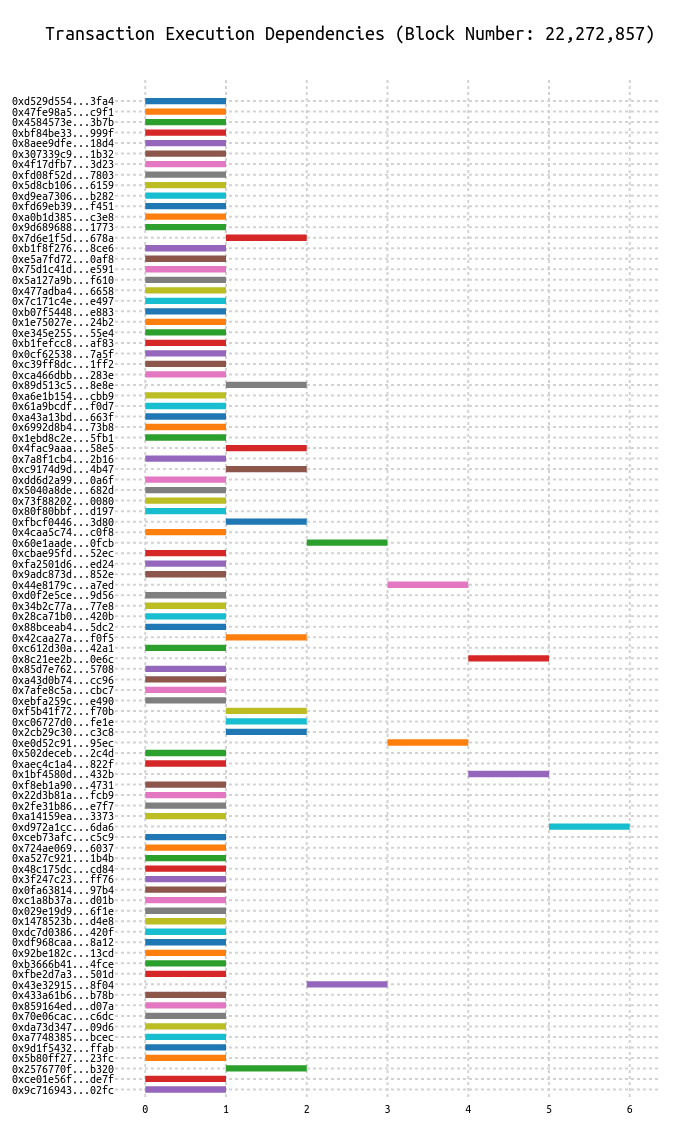 Transaction Execution Dependencies (Block Number: 22,272,857)
0xd529d554...3fa4
0x47fe98a5...c9f1
0x4584573e...3b7b
0xbf84be33...999f
0x8aee9dfe...18d4
0x307339c9...1b32
0x4f17dfb7...3d23
0xfd08f52d...7803
0x5d8cb106...6159
0xd9ea7306...b282
0xfd69eb39...f451
0xa0b1d385...c3e8
0x9d689688...1773
0x7d6e1f5d...678a
0xb1f8f276...8ce6
0xe5a7fd72...0af8
0x75d1c41d...e591
0x5a127a9b...f610
0x477adba4...6658
0x7c171c4e...e497
0xb07f5448...e883
0x1e75027e...24b2
0xe345e255...55e4
0xb1fefcc8...af83
0x0cf62538...7a5f
0xc39ff8dc...1ff2
0xca466dbb...283e
0x89d513c5...8e8e
0xa6e1b154...cbb9
0x61a9bcdf...f0d7
0xa43a13bd...663f
0x6992d8b4...73b8
0x1ebd8c2e...5fb1
0x4fac9aaa...58e5
0x7a8f1cb4...2b16
0xc9174d9d...4b47
0xdd6d2a99...0a6f
0x5040a8de...682d
0x73f88202...0080
0x80f80bbf...d197
0xfbcf0446...3d80
0x4caa5c74...c0f8
0x60e1aade...0fcb
0xcbae95fd...52ec
0xfa2501d6...ed24
0x9adc873d...852e
0x44e8179c...a7ed
0xd0f2e5ce...9d56
0x34b2c77a...77e8
0x28ca71b0...420b
0x88bceab4...5dc2
0x42caa27a...f0f5
0xc612d30a...42a1
0x8c21ee2b...0e6c
0x85d7e762...5708
0xa43d0b74...cc96
0x7afe8c5a...cbc7
0xebfa259c...e490
0xf5b41f72...f70b
0xc06727d0...fe1e
0x2cb29c30...c3c8
0xe0d52c91...95ec
0x502deceb...2c4d
0xaec4c1a4...822f
0x1bf4580d...432b
0xf8eb1a90...4731
0x22d3b81a...fcb9
0x2fe31b86...e7f7
0xa14159ea...3373
0xd972a1cc...6da6
0xceb73afc...c5c9
0x724ae069...6037
0xa527c921...1b4b
0x48c175dc...cd84
0x3f247c23...ff76
0x0fa63814...97b4
0xc1a8b37a...d01b
0x029e19d9...6f1e
0x1478523b...d4e8
0xdc7d0386...420f
0xdf968caa...8a12
0x92be182c...13cd
0xb3666b41...4fce
0xfbe2d7a3...501d
0x43e32915...8f04
0x433a61b6...b78b
0x859164ed...d07a
0x70e06cac...c6dc
0xda73d347...09d6
0xa7748385...bcec
0x9d1f5432...ffab
0x5b80ff27...23fc
0x2576770f...b320
0xce01e56f...de7f
0x9c716943...02fc
0 1 2 3 4 5 6